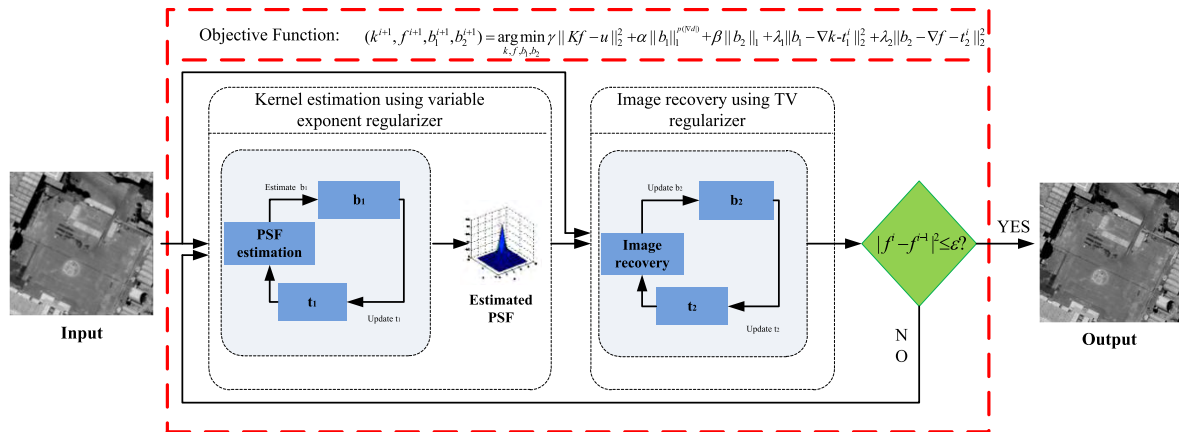 Objective Function: (k^{i+1}, f^{i+1}, b_1^{i+1}, b_2^{i+1}) = arg min_{k,f,b_1,b_2} γ || Kf − u ||_2^2 + α || b_1 ||_1^{p(Nd)} + β || b_2 ||_1 + λ_1 || b_1 − ∇k-t_1^i ||_2^2 + λ_2 || b_2 − ∇f − t_2^i ||_2^2
Kernel estimation using variable
exponent regularizer
Image recovery using TV
regularizer
Estimate b₁
b₁
PSF
estimation
t₁
Update t₁
Estimated
PSF
Update b₂
b₂
Image
recovery
t₂
Update t₂
| f^i − f^{i-1} |^2 ≤ ε?
YES
N
O
Input
Output